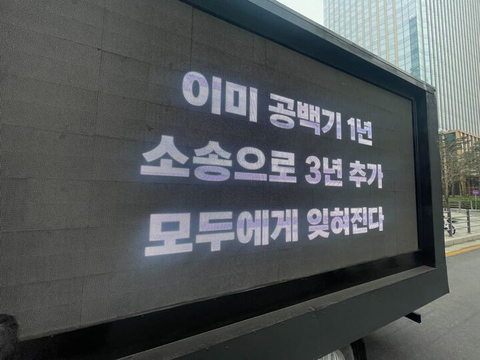 이미 공백기 1년
소송으로 3년 추가
모두에게 잊혀진다